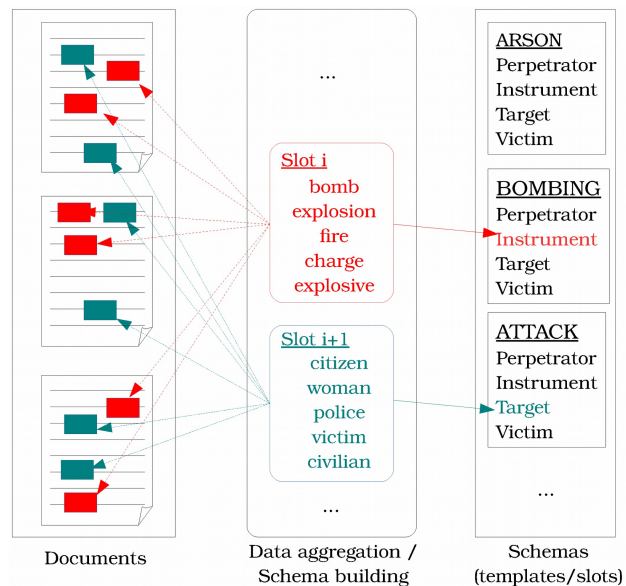 ...
Slot i
bomb
explosion
fire
charge
explosive
Slot i+1
citizen
woman
police
victim
civilian
...
ARSON
Perpetrator
Instrument
Target
Victim
BOMBING
Perpetrator
Instrument
Target
Victim
ATTACK
Perpetrator
Instrument
Target
Victim
...
Documents
Data aggregation /
Schema building
Schemas
(templates/slots)